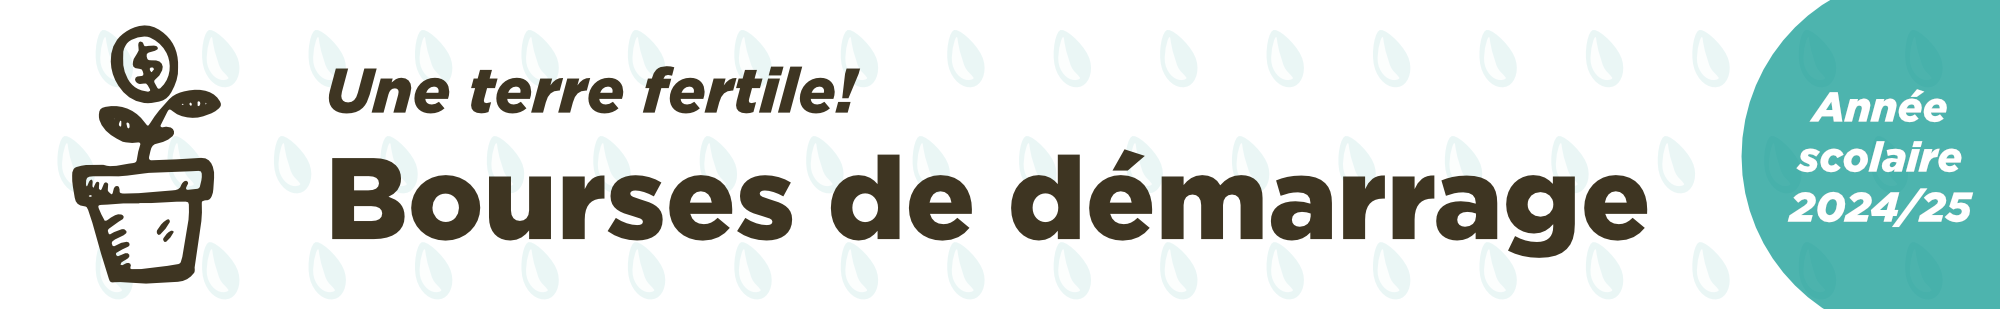 Une terre fertile!
Bourses de démarrage
Année
scolaire
2024/25
$